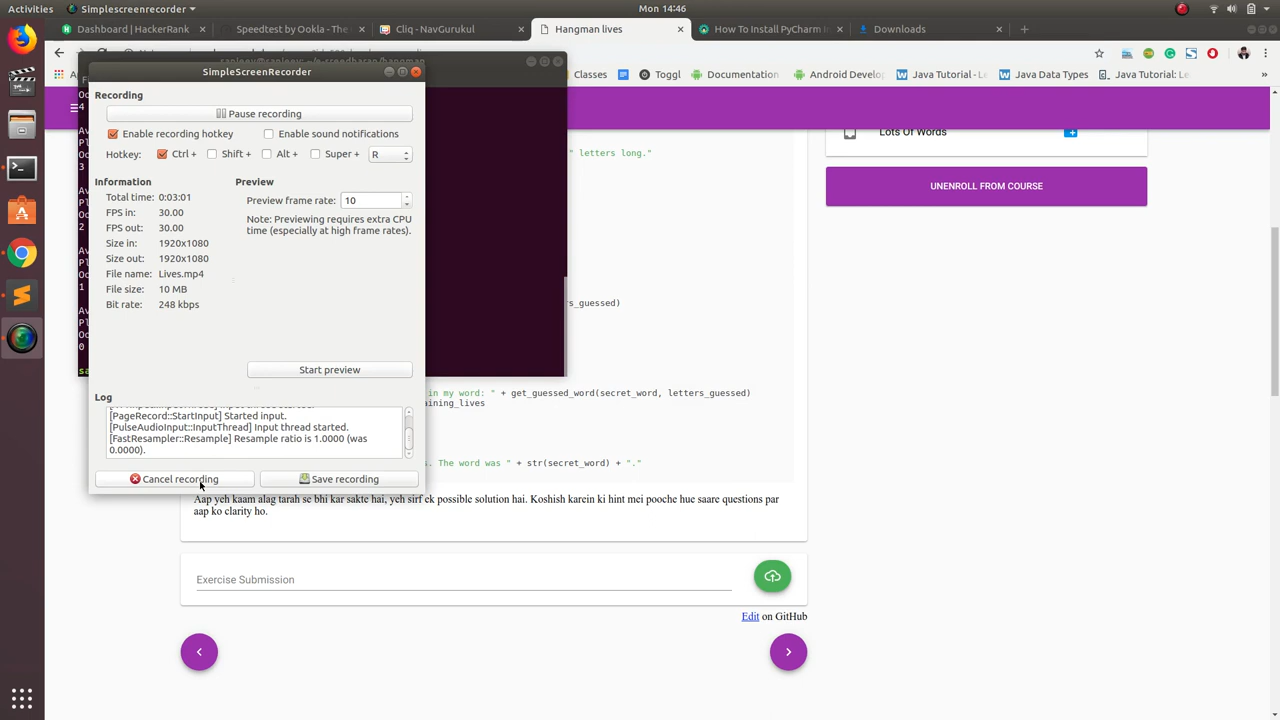 Activities
Simplescreenrecorder
Mon 14:46
Dashboard | HackerRank
Speedtest by Ookla - The
Cliq - NavGurukul
Hangman lives
How To Install PyCharm
Downloads
Classes
Toggl
Documentation
Android Develo
Java Tutorial: L
Java Data Types
Java Tutorial: Le
SimpleScreenRecorder
Recording
Pause recording
Enable recording hotkey
Enable sound notifications
Hotkey: Ctrl + Shift + Alt + Super + R
Information
Preview
Total time: 0:03:01
FPS in: 30.00
FPS out: 30.00
Size in: 1920x1080
Size out: 1920x1080
File name: Lives.mp4
File size: 10 MB
Bit rate: 248 kbps
Preview frame rate: 10
Note: Previewing requires extra CPU
time (especially at high frame rates).
Start preview
Log
[PageRecord::StartInput] Started input.
[PulseAudioInput::InputThread] Input thread started.
[FastResampler::Resample] Resample ratio is 1.0000 (was
0.0000).
Cancel recording
Save recording
4
3
2
1
0
" letters long."
rs_guessed)
in my word: " + get_guessed_word(secret_word, letters_guessed)
aining_lives
s. The word was " + str(secret_word) + "."
Aap yeh kaam alag tarah se bhi kar sakte hai, yeh sirf ek possible solution hai. Koshish karein ki hint mei pooche hue saare questions par
aap ko clarity ho.
Exercise Submission
Edit on GitHub
Lots Of Words
UNENROLL FROM COURSE